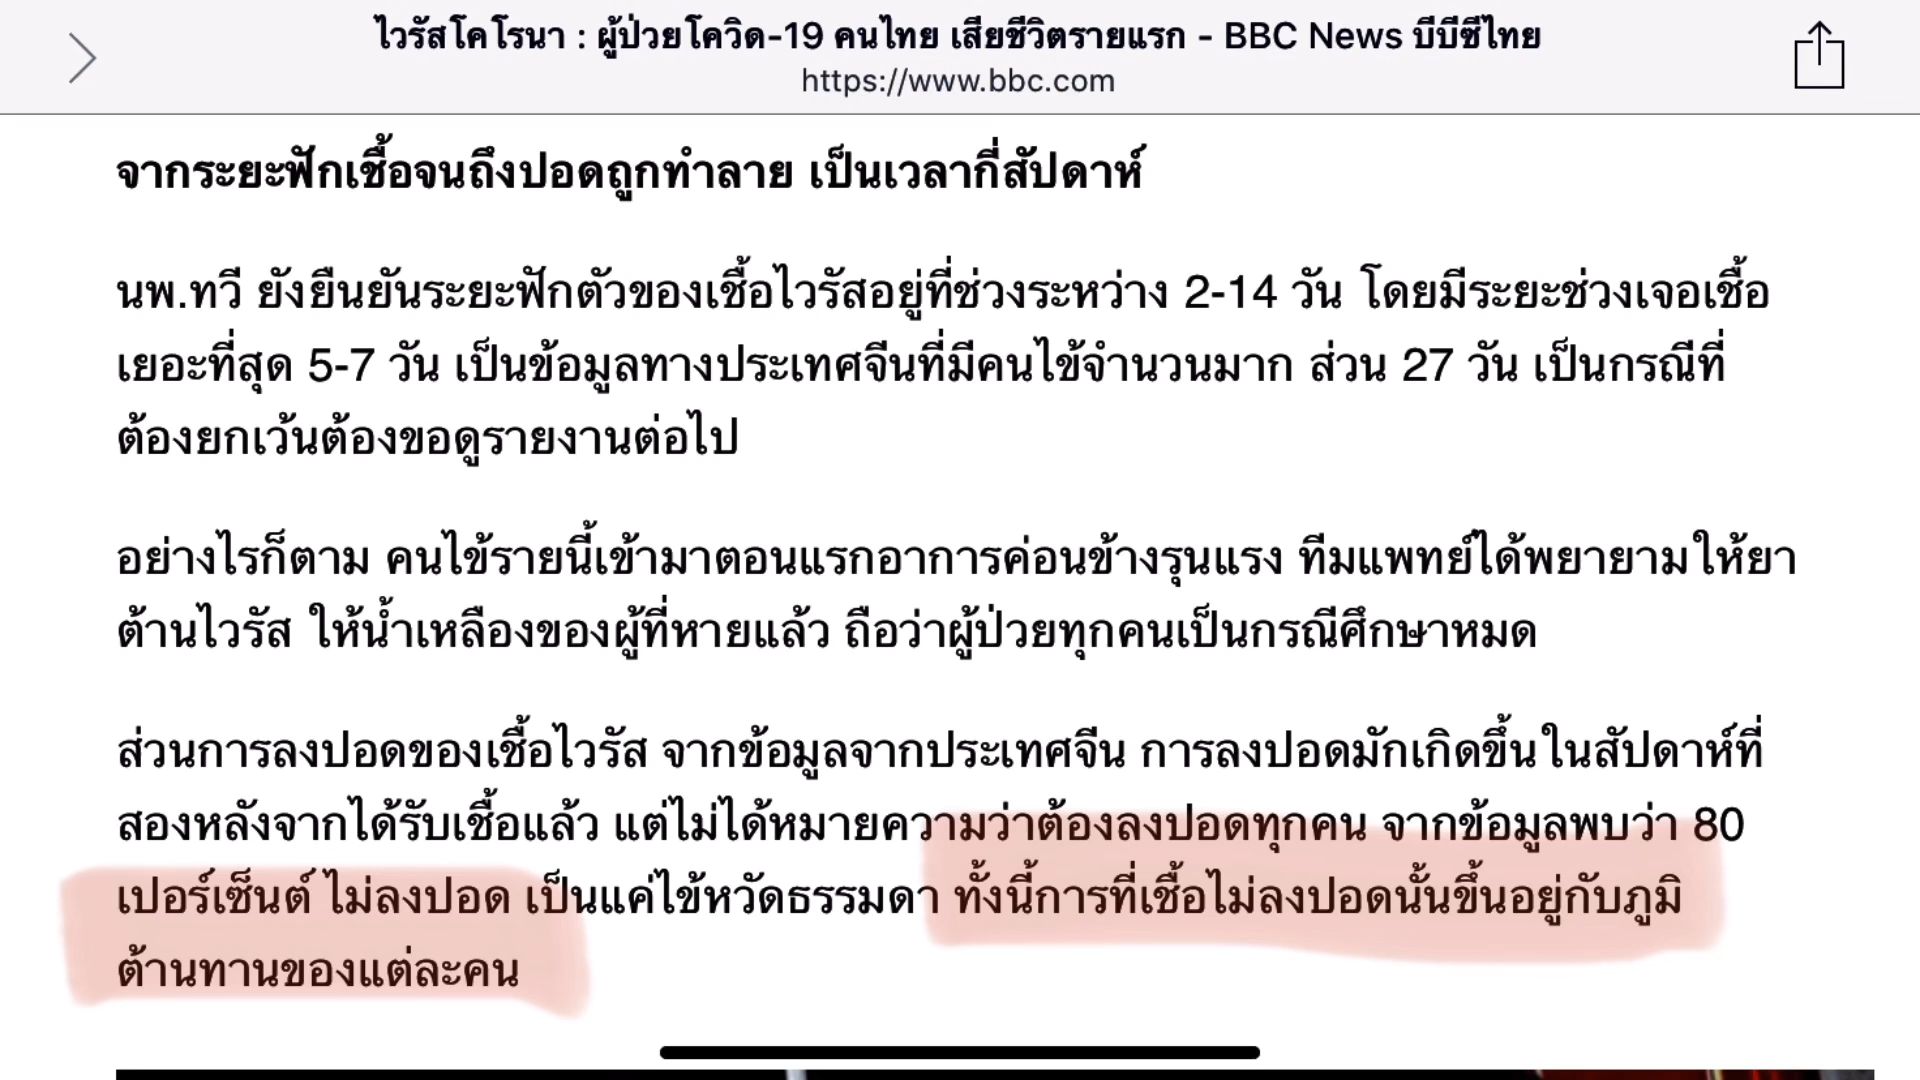 ไวรัสโคโรนา : ผู้ป่วยโควิด-19 คนไทย เสียชีวิตรายแรก - BBC News บีบีซีไทย
https://www.bbc.com
จากระยะฟักเชื้อจนถึงปอดถูกทำลาย เป็นเวลากี่สัปดาห์
นพ.ทวี ยังยืนยันระยะฟักตัวของเชื้อไวรัสอยู่ที่ช่วงระหว่าง 2-14 วัน โดยมีระยะช่วงเจอเชื้อ
เยอะที่สุด 5-7 วัน เป็นข้อมูลทางประเทศจีนที่มีคนไข้จำนวนมาก ส่วน 27 วัน เป็นกรณีที่
ต้องยกเว้นต้องขอดูรายงานต่อไป
อย่างไรก็ตาม คนไข้รายนี้เข้ามาตอนแรกอาการค่อนข้างรุนแรง ทีมแพทย์ได้พยายามให้ยา
ต้านไวรัส ให้น้ำเหลืองของผู้ที่หายแล้ว ถือว่าผู้ป่วยทุกคนเป็นกรณีศึกษาหมด
ส่วนการลงปอดของเชื้อไวรัส จากข้อมูลจากประเทศจีน การลงปอดมักเกิดขึ้นในสัปดาห์ที่
สองหลังจากได้รับเชื้อแล้ว แต่ไม่ได้หมายความว่าต้องลงปอดทุกคน จากข้อมูลพบว่า 80
เปอร์เซ็นต์ ไม่ลงปอด เป็นแค่ไข้หวัดธรรมดา ทั้งนี้การที่เชื้อไม่ลงปอดนั้นขึ้นอยู่กับภูมิ
ต้านทานของแต่ละคน